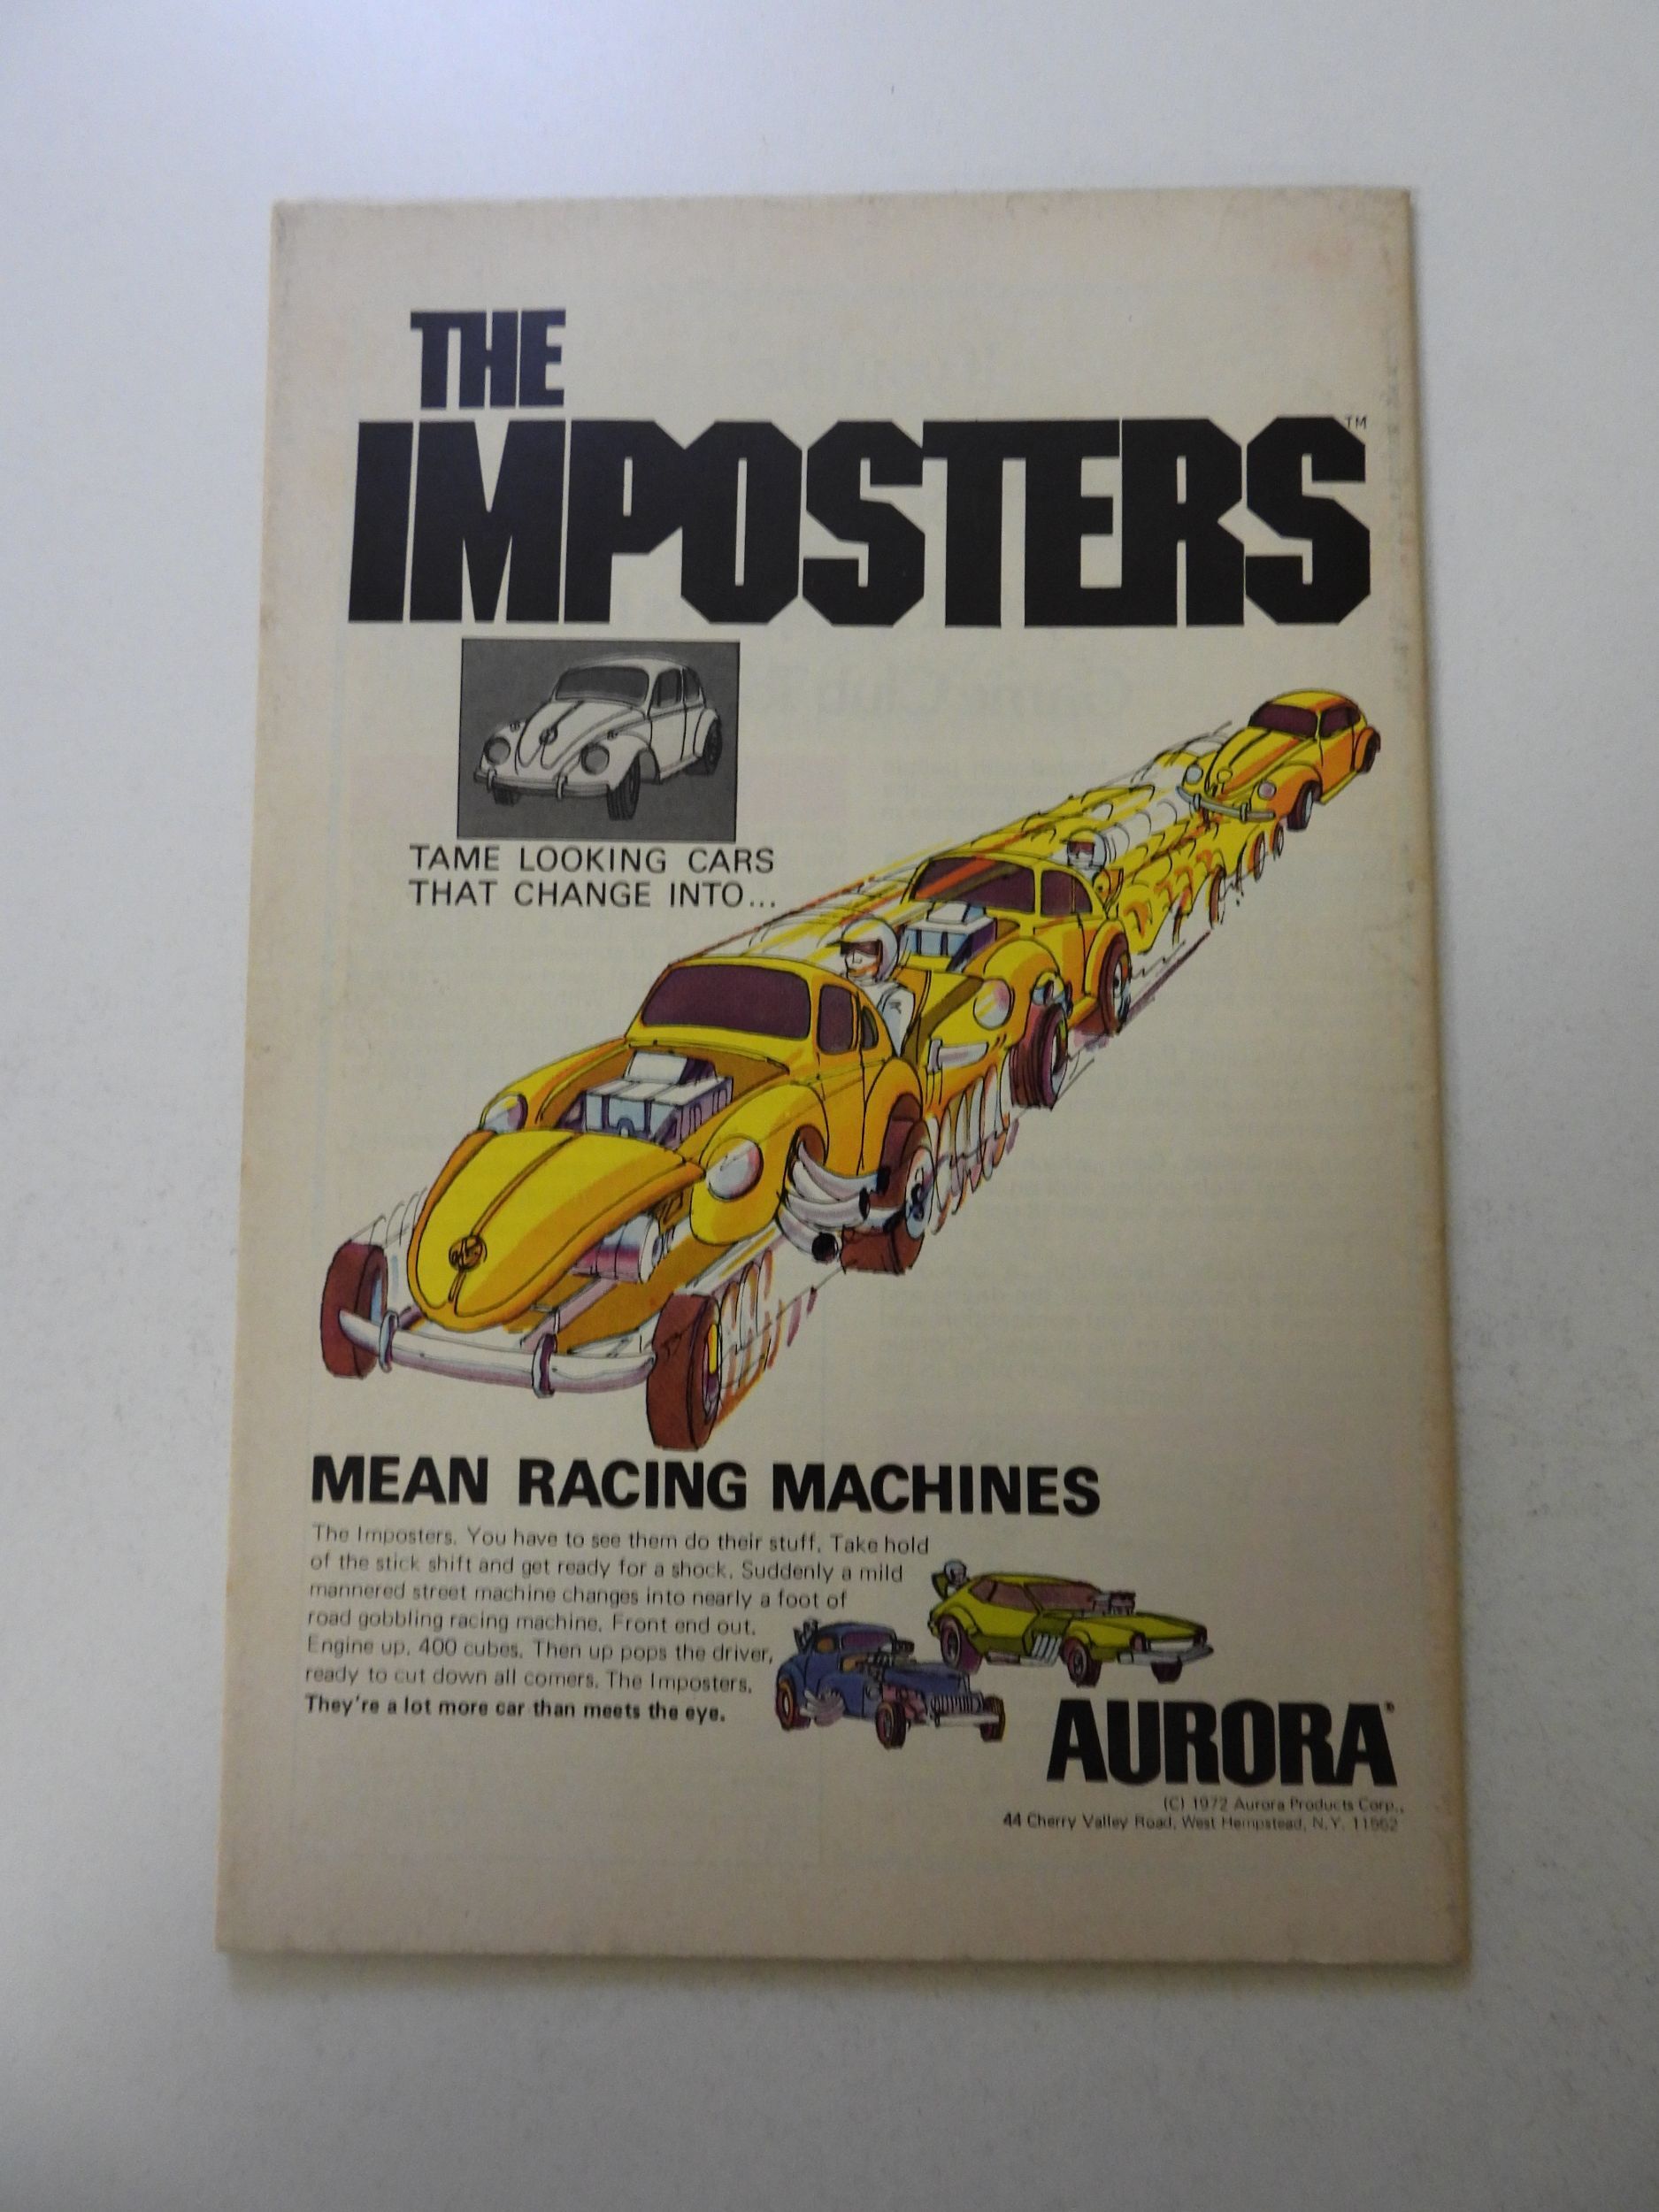 THE
IMPOSTERS™
TAME LOOKING CARS
THAT CHANGE INTO...
MEAN RACING MACHINES
The Imposters. You have to see them do their stuff. Take hold
of the stick shift and get ready for a shock. Suddenly a mild
mannered street machine changes into nearly a foot of
road gobbling racing machine. Front end out.
Engine up. 400 cubes. Then up pops the driver,
ready to cut down all comers. The Imposters.
They're a lot more car than meets the eye.
AURORA®
(C) 1972 Aurora Products Corp.,
44 Cherry Valley Road, West Hempstead, N.Y. 11552